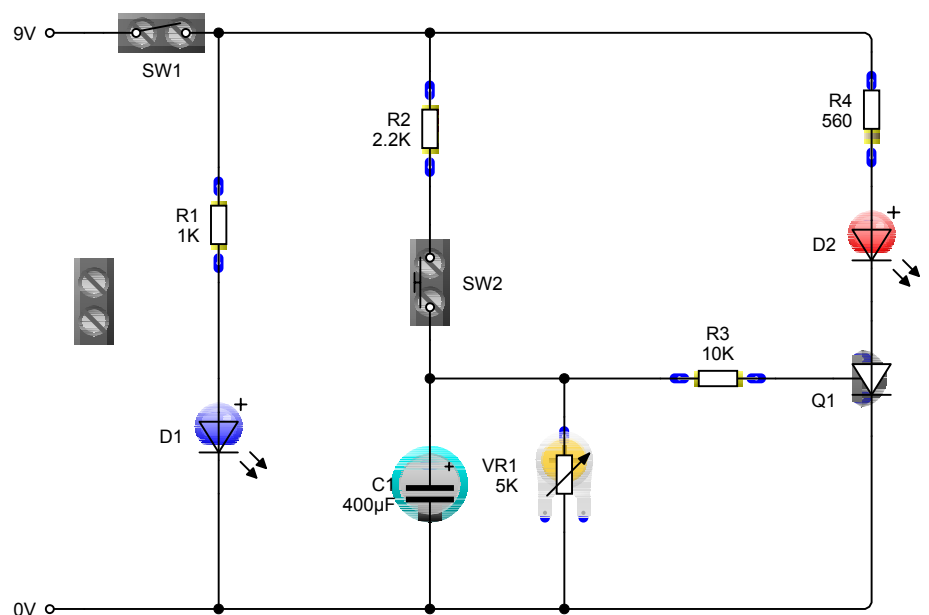 9V
SW1
R1
1K
D1
R2
2.2K
SW2
C1
400µF
VR1
5K
R3
10K
R4
560
D2
Q1
0V